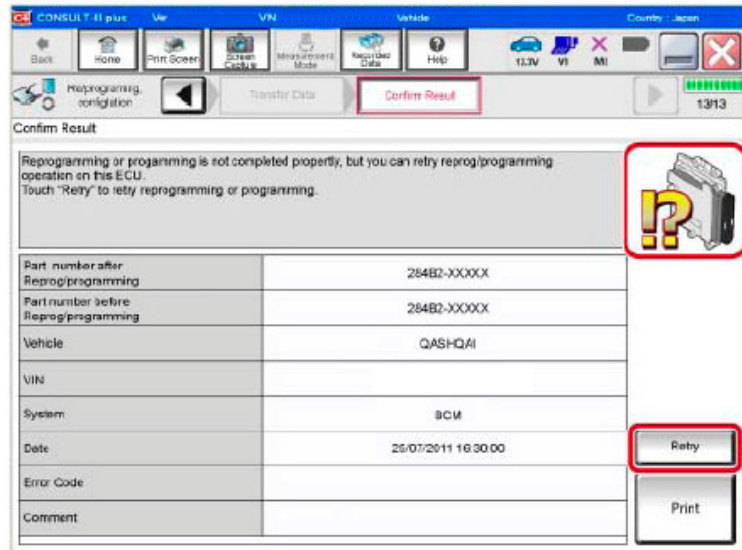 CONSULT-III plus Ver VIN Vehicle Country : Japan
Back Home Print Screen Screen Capture Measurement Mode Recorded Data Help 12.3V VI MI
Transfer Data Confirm Result 13/13
Confirm Result
Reprogramming or progamming is not completed propertly, but you can retry reprog/programming
operation on this ECU.
Touch "Retry" to retry reprogramming or programming.
!?
Part number after
Reprog/programming
284B2-XXXXX
Part number before
Reprog/programming
284B2-XXXXX
Vehicle QASHQAI
VIN
System BCM
Date 26/07/2011 16:30:00
Retry
Error Code
Comment
Print